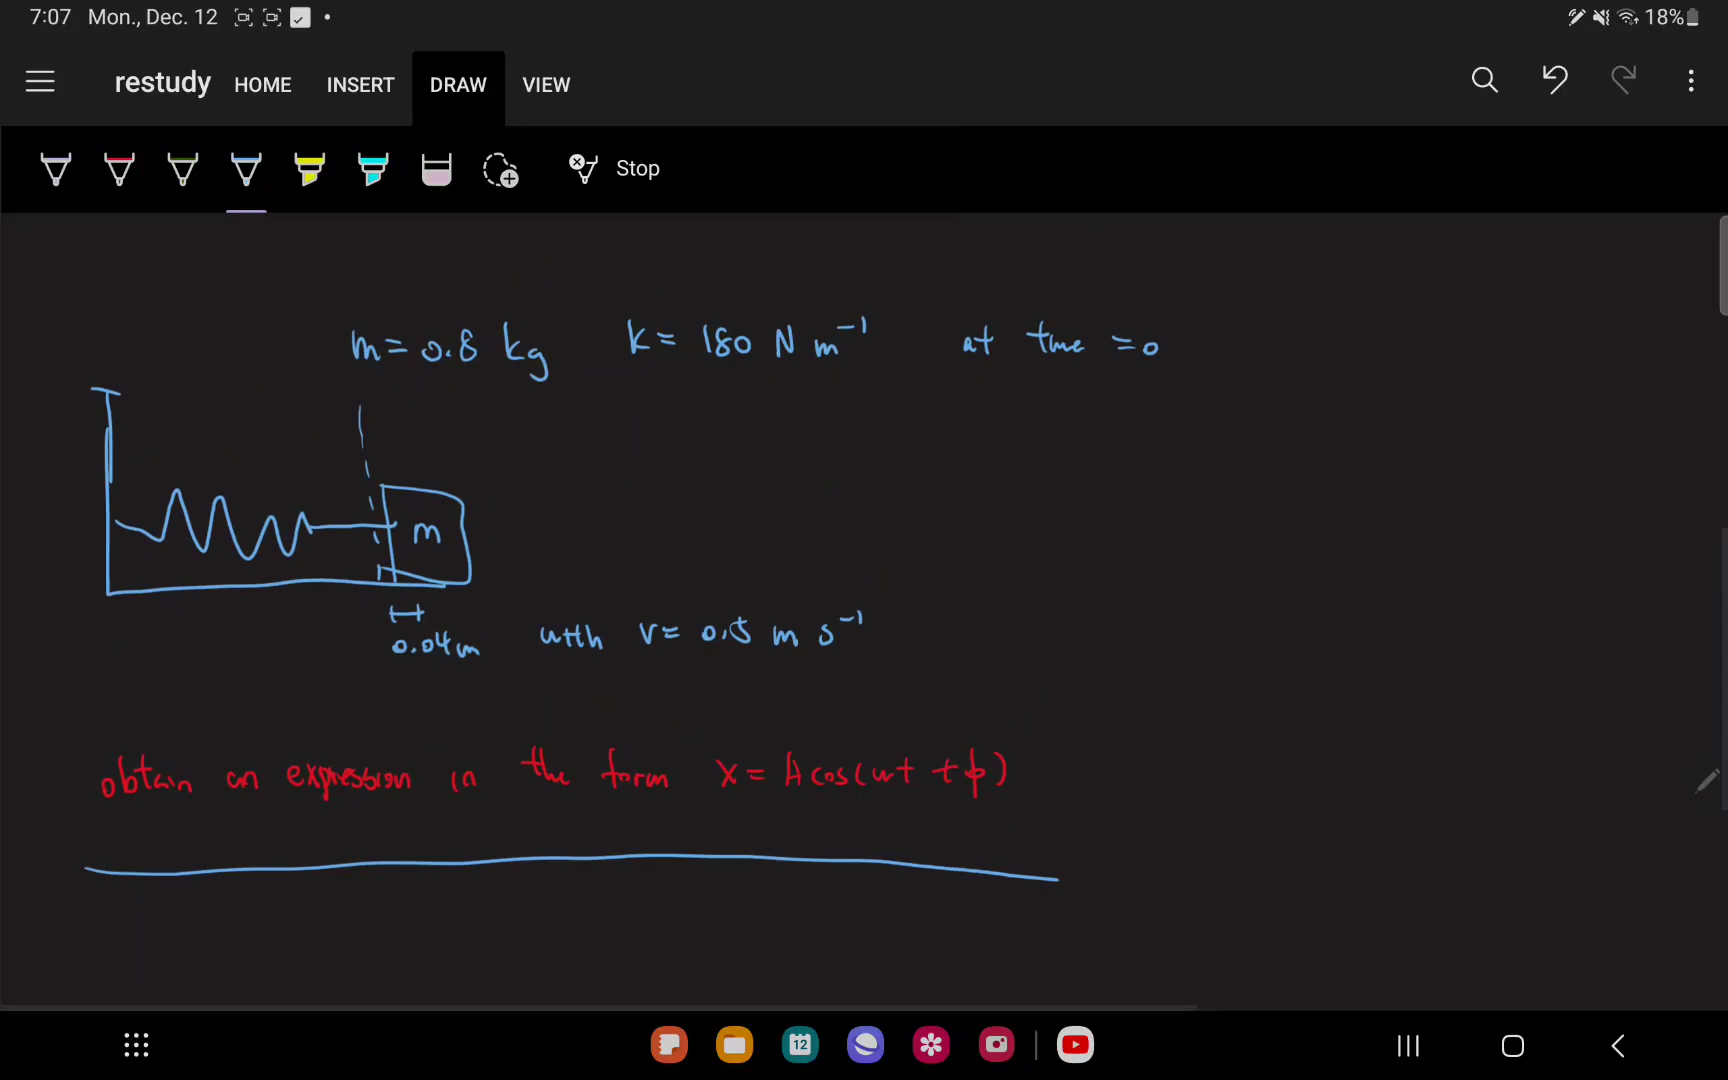 7:07 Mon., Dec. 12 18%
restudy HOME INSERT DRAW VIEW
Stop
m = 0.8 kg k = 180 N m⁻¹ at time = 0
m
0.04m with v = 0.5 m s⁻¹
obtain an expression in the form x = A cos(ωt + φ)
12